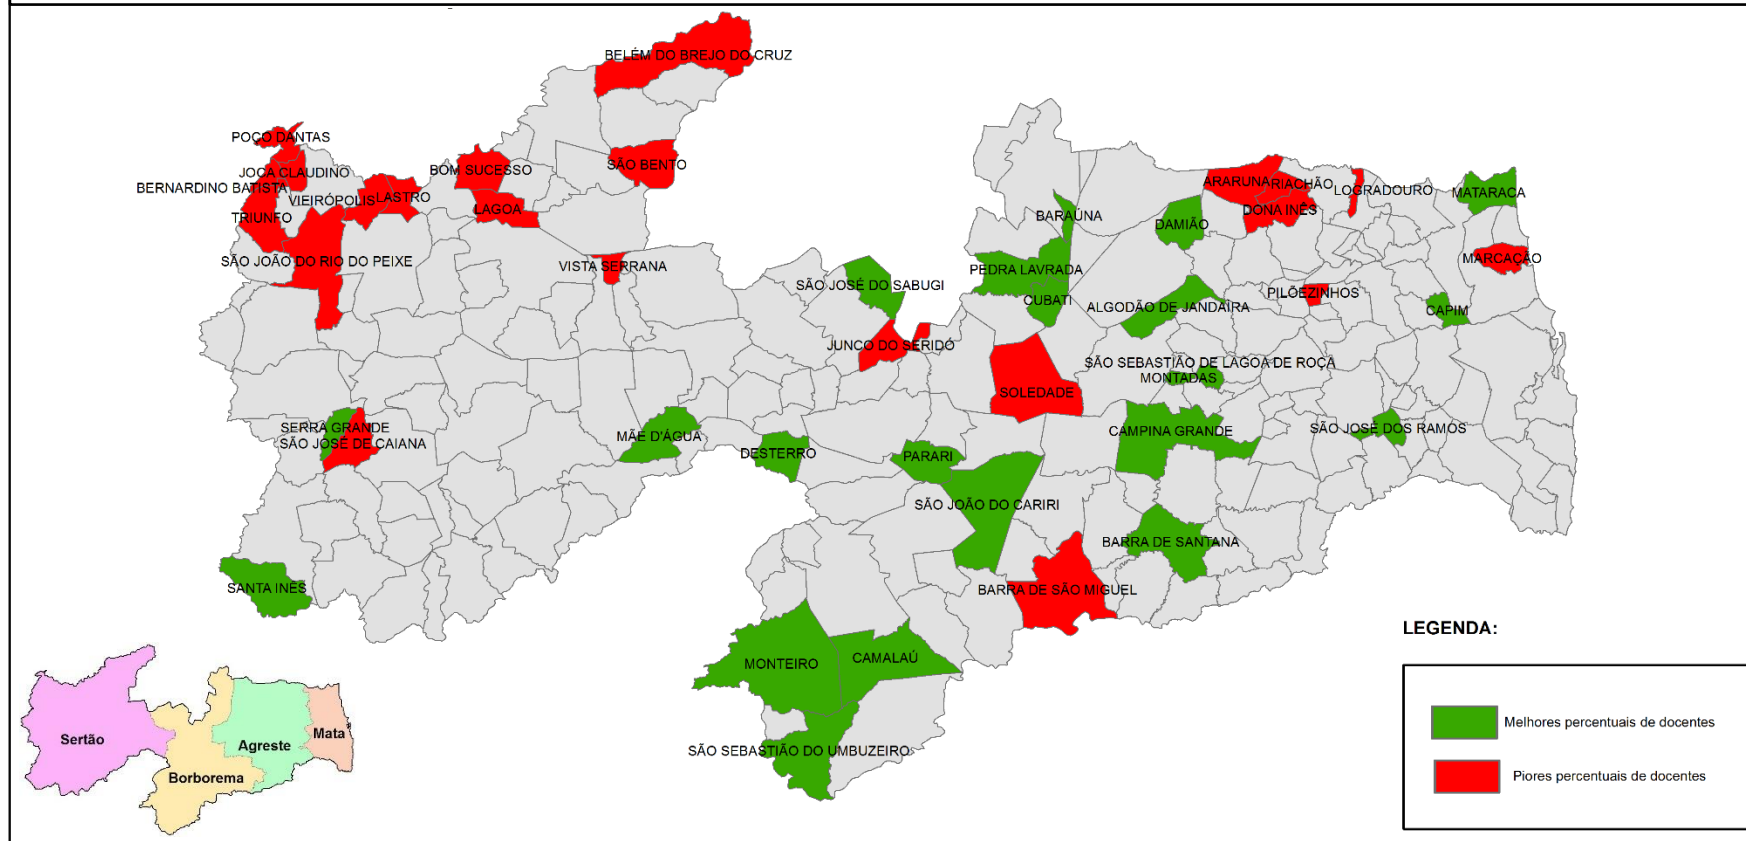 BELÉM DO BREJO DO CRUZ
POÇO DANTAS
JOCA CLAUDINO
BERNARDINO BATISTA
VIEIRÓPOLIS
LASTRO
TRIUNFO
BOM SUCESSO
LAGOA
SÃO BENTO
SÃO JOÃO DO RIO DO PEIXE
VISTA SERRANA
SÃO JOSÉ DO SABUGI
JUNCO DO SERIDÓ
BARAÚNA
PEDRA LAVRADA
CUBATI
DAMIÃO
ARARUNA
RIACHÃO
DONA INÊS
LOGRADOURO
MATARACA
MARCAÇÃO
ALGODÃO DE JANDAÍRA
PILÕEZINHOS
CAPIM
SÃO SEBASTIÃO DE LAGOA DE ROÇA
MONTADAS
SOLEDADE
SERRA GRANDE
SÃO JOSÉ DE CAIANA
MÃE D'ÁGUA
DESTERRO
PARARI
CAMPINA GRANDE
SÃO JOSÉ DOS RAMOS
SÃO JOÃO DO CARIRI
BARRA DE SANTANA
SANTA INÊS
BARRA DE SÃO MIGUEL
MONTEIRO
CAMALAÚ
SÃO SEBASTIÃO DO UMBUZEIRO
Sertão
Borborema
Agreste
Mata
LEGENDA:
Melhores percentuais de docentes
Piores percentuais de docentes